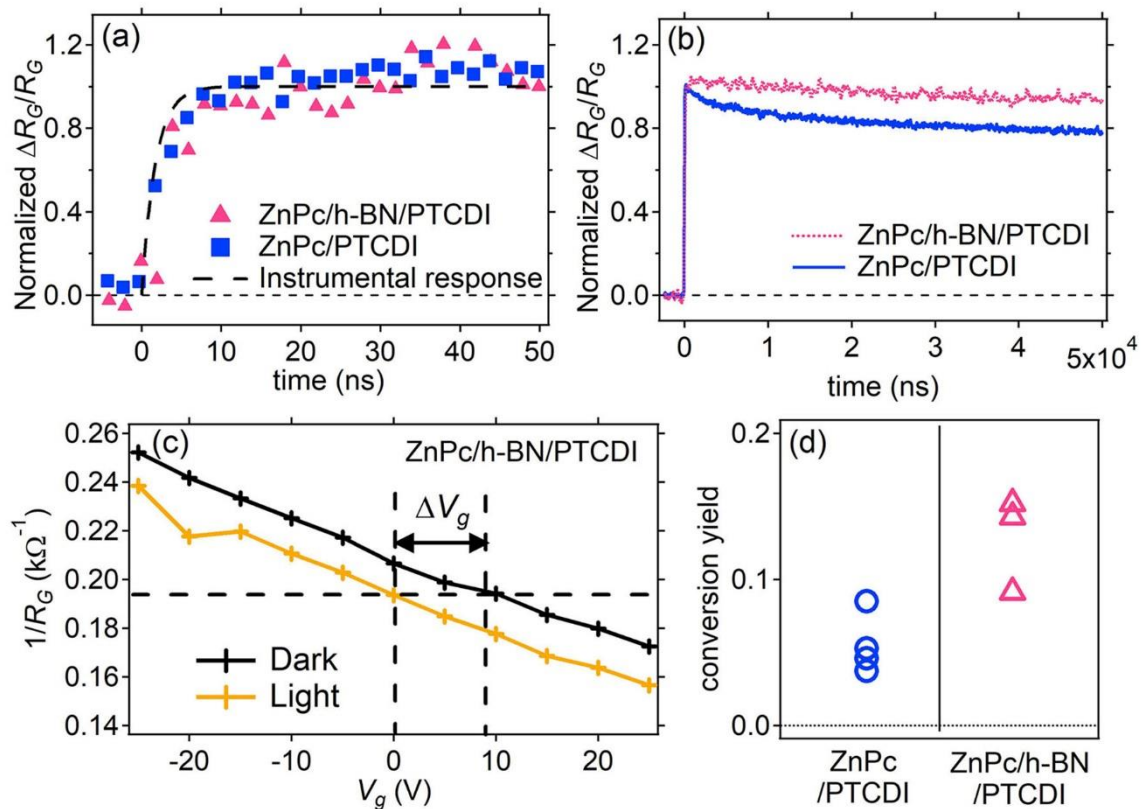 (a)
Normalized ΔR_G/R_G
1.2
0.8
0.4
0.0
ZnPc/h-BN/PTCDI
ZnPc/PTCDI
Instrumental response
0 10 20 30 40 50
time (ns)
(b)
Normalized ΔR_G/R_G
1.2
0.8
0.4
0.0
ZnPc/h-BN/PTCDI
ZnPc/PTCDI
0 1 2 3 4 5x10⁴
time (ns)
(c)
ZnPc/h-BN/PTCDI
1/R_G (kΩ⁻¹)
0.26
0.24
0.22
0.20
0.18
0.16
0.14
ΔV_g
Dark
Light
-20 -10 0 10 20
V_g (V)
(d)
conversion yield
0.2
0.1
0.0
ZnPc
/PTCDI
ZnPc/h-BN
/PTCDI